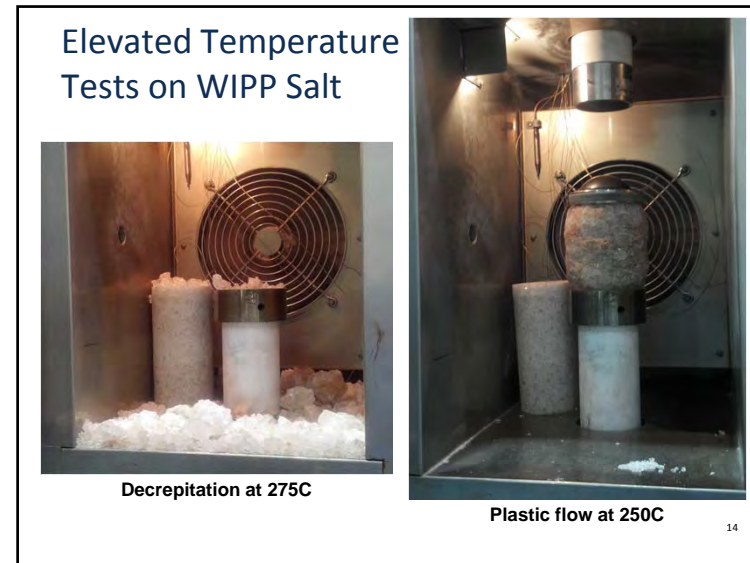 Elevated Temperature
Tests on WIPP Salt
Decrepitation at 275C
Plastic flow at 250C
14